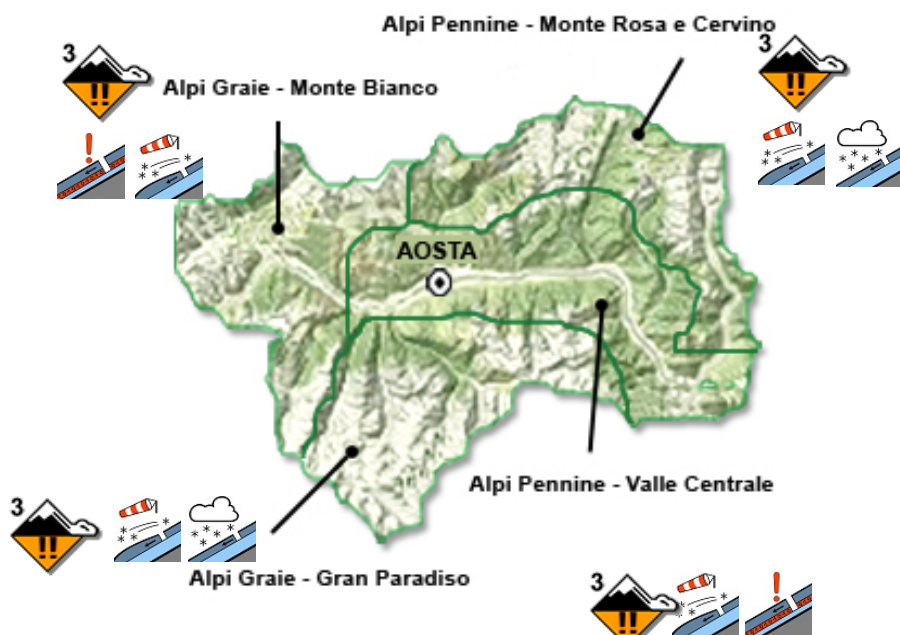 Alpi Pennine - Monte Rosa e Cervino
3
3
Alpi Graie - Monte Bianco
!!
!!
!
AOSTA
Alpi Pennine - Valle Centrale
3
!!
Alpi Graie - Gran Paradiso
3
!!
!